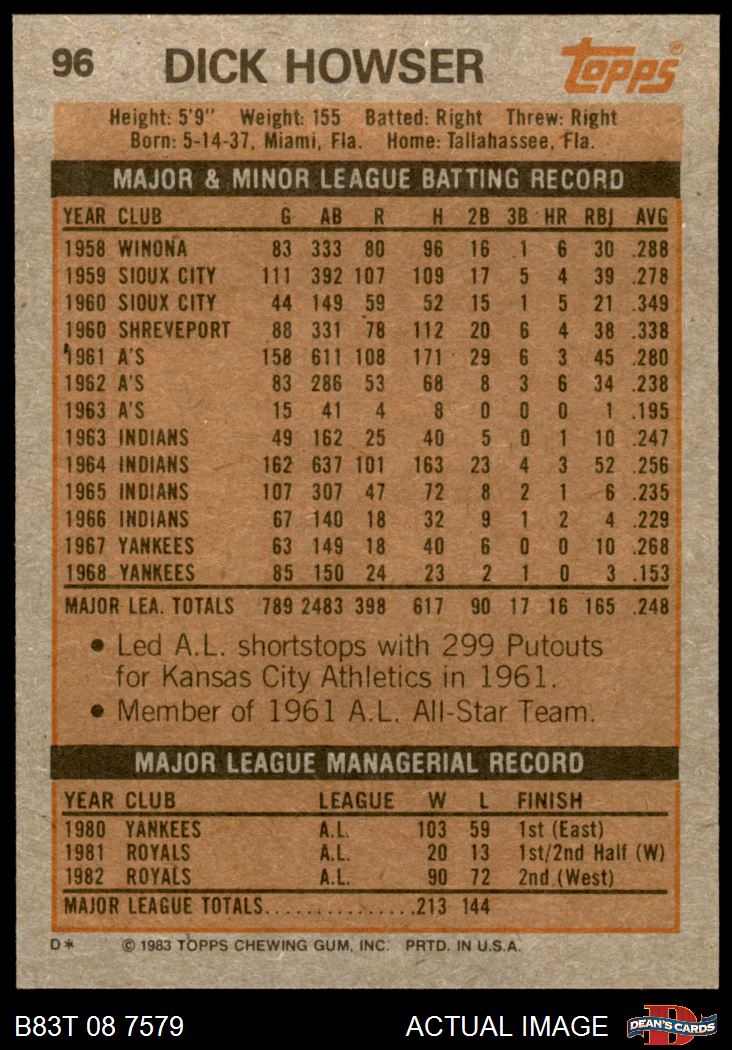 96 DICK HOWSER Topps®
Height: 5'9" Weight: 155 Batted: Right Threw: Right
Born: 5-14-37, Miami, Fla. Home: Tallahassee, Fla.
MAJOR & MINOR LEAGUE BATTING RECORD
YEAR CLUB G AB R H 2B 3B HR RBI AVG
1958 WINONA 83 333 80 96 16 1 6 30 .288
1959 SIOUX CITY 111 392 107 109 17 5 4 39 .278
1960 SIOUX CITY 44 149 59 52 15 1 5 21 .349
1960 SHREVEPORT 88 331 78 112 20 6 4 38 .338
1961 A'S 158 611 108 171 29 6 3 45 .280
1962 A'S 83 286 53 68 8 3 6 34 .238
1963 A'S 15 41 4 8 0 0 0 1 .195
1963 INDIANS 49 162 25 40 5 0 1 10 .247
1964 INDIANS 162 637 101 163 23 4 3 52 .256
1965 INDIANS 107 307 47 72 8 2 1 6 .235
1966 INDIANS 67 140 18 32 9 1 2 4 .229
1967 YANKEES 63 149 18 40 6 0 0 10 .268
1968 YANKEES 85 150 24 23 2 1 0 3 .153
MAJOR LEA. TOTALS 789 2483 398 617 90 17 16 165 .248
• Led A.L. shortstops with 299 Putouts
for Kansas City Athletics in 1961.
• Member of 1961 A.L. All-Star Team.
MAJOR LEAGUE MANAGERIAL RECORD
YEAR CLUB LEAGUE W L FINISH
1980 YANKEES A.L. 103 59 1st (East)
1981 ROYALS A.L. 20 13 1st/2nd Half (W)
1982 ROYALS A.L. 90 72 2nd (West)
MAJOR LEAGUE TOTALS...............213 144
D* © 1983 TOPPS CHEWING GUM, INC. PRTD. IN U.S.A.
B83T 08 7579 ACTUAL IMAGE DEAN'S CARDS